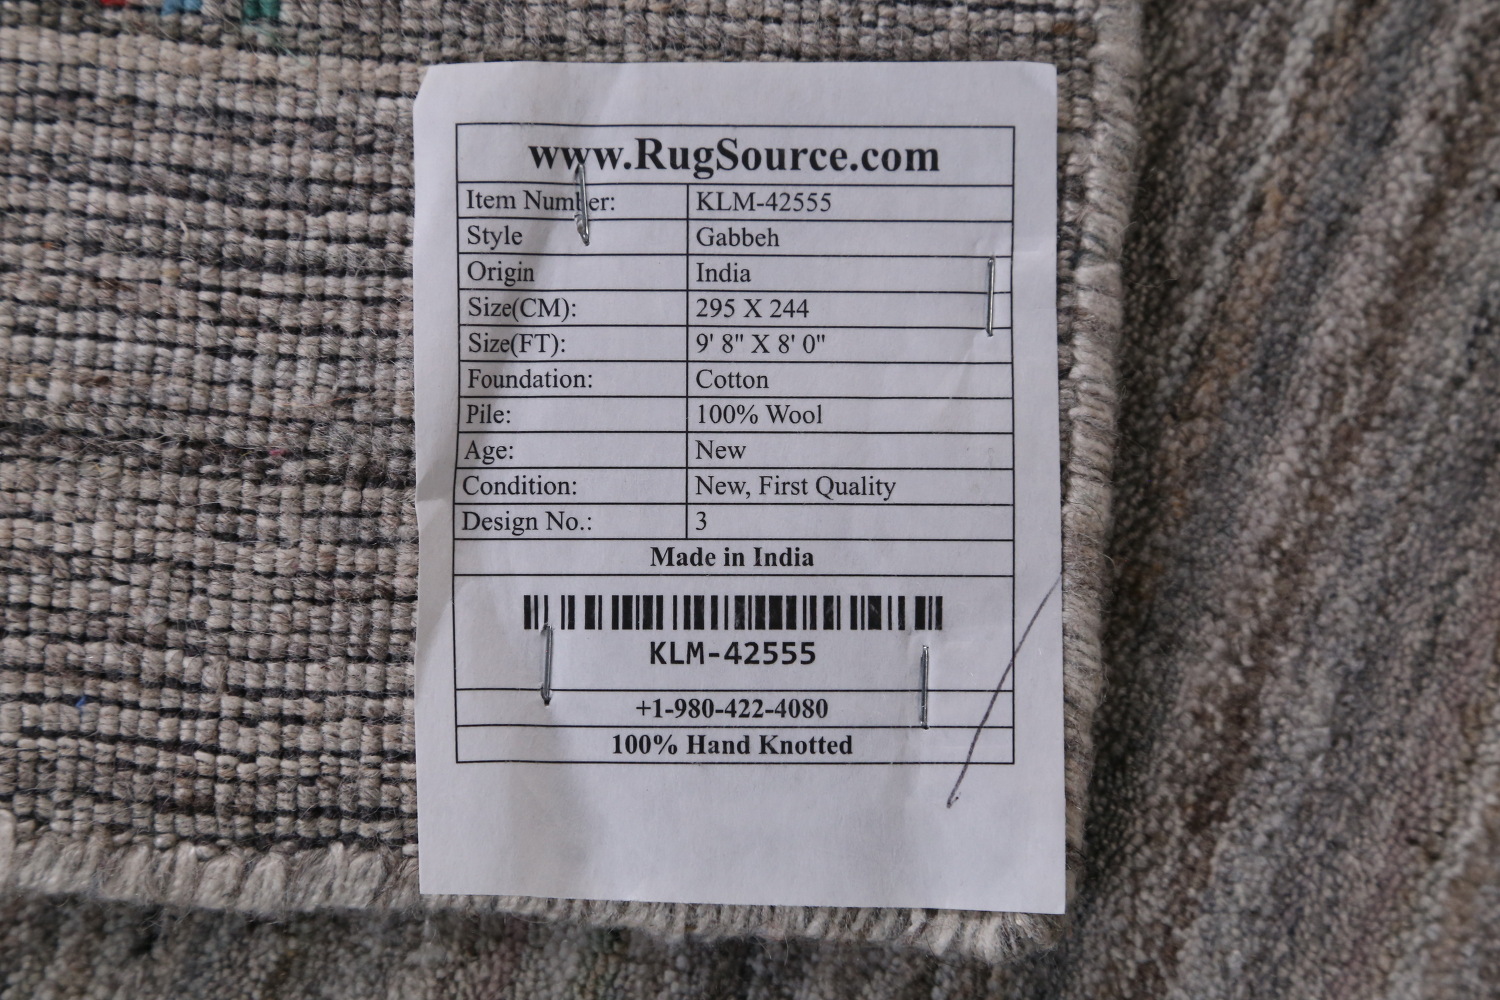 www.RugSource.com
Item Number: KLM-42555
Style Gabbeh
Origin India
Size(CM): 295 X 244
Size(FT): 9' 8" X 8' 0"
Foundation: Cotton
Pile: 100% Wool
Age: New
Condition: New, First Quality
Design No.: 3
Made in India
KLM-42555
+1-980-422-4080
100% Hand Knotted